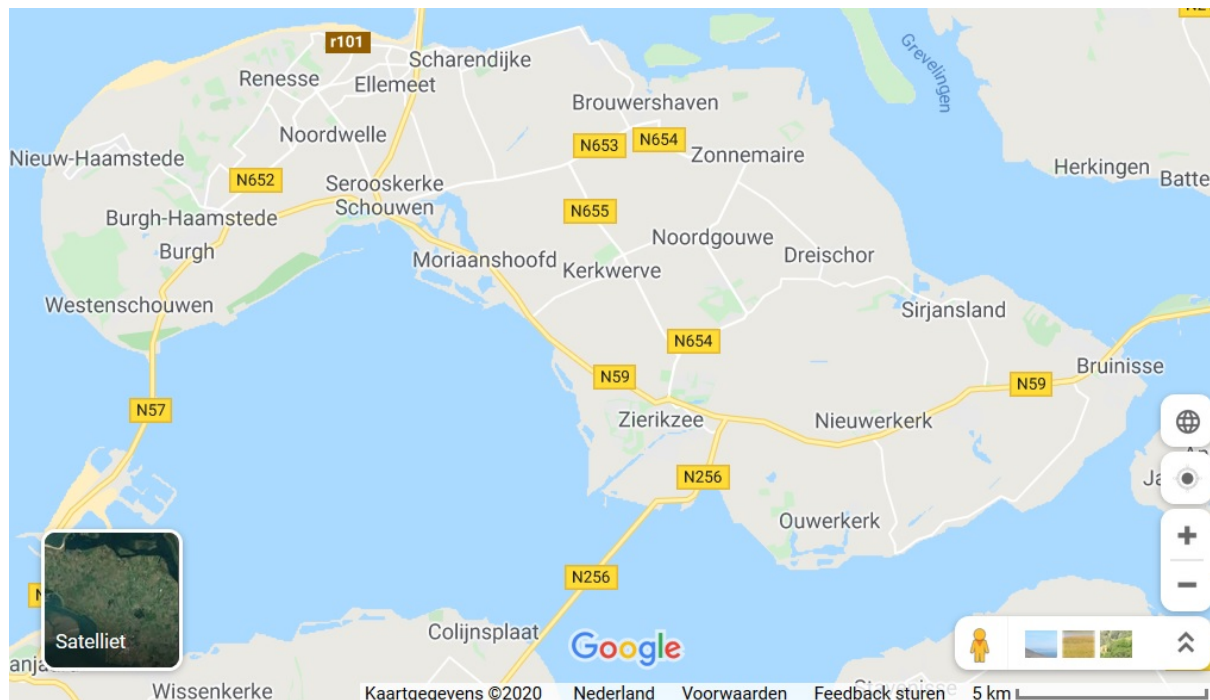 r101
Scharendijke
Renesse
Ellemeet
Grevelingen
Brouwershaven
Noordwelle
N653
N654
Zonnemaire
Nieuw-Haamstede
Herkingen
N652
Serooskerke
Schouwen
N655
Burgh-Haamstede
Noordgouwe
Burgh
Dreischor
Moriaanshoofd
Kerkwerve
Westenschouwen
Sirjansland
N654
Bruinisse
N59
N59
N57
Zierikzee
Nieuwerkerk
N256
Ouwerkerk
N256
Satelliet
Colijnsplaat
Google
Wissenkerke
Kaartgegevens ©2020 Nederland Voorwaarden Feedback sturen 5 km